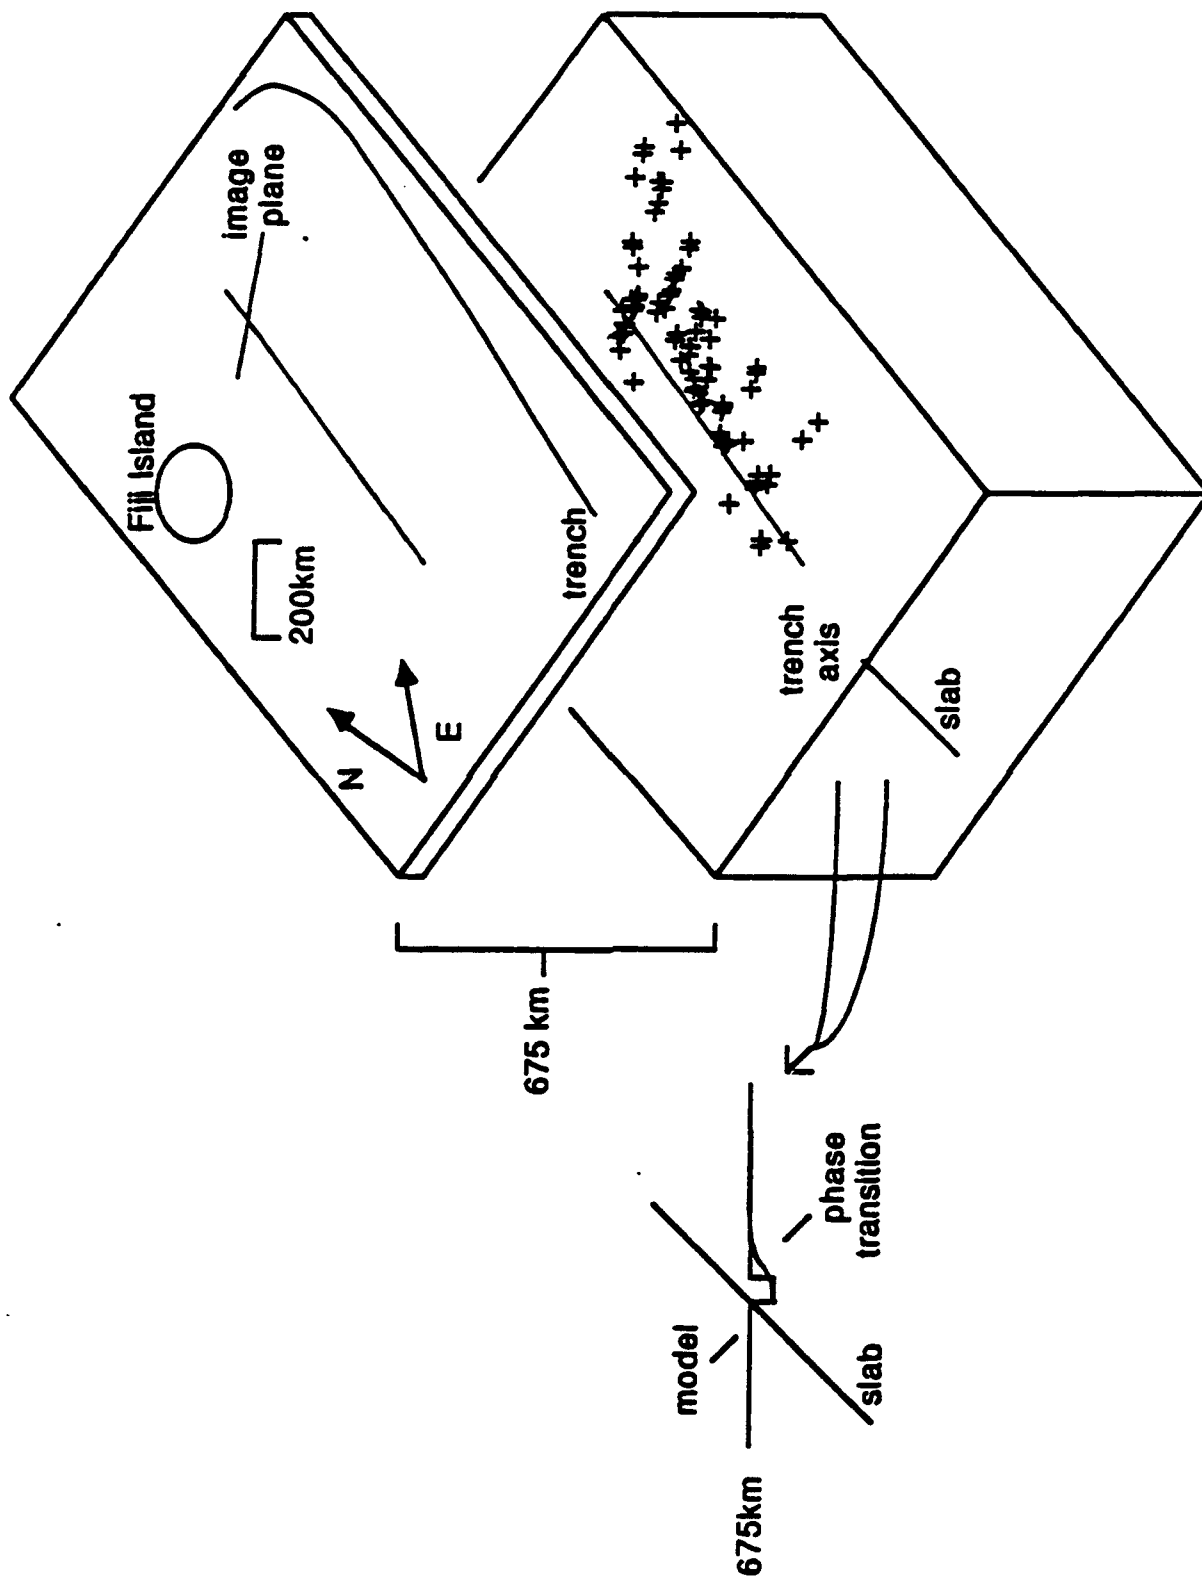 Fiji Island
image
plane
200km
N
E
trench
675 km
trench
axis
slab
model
phase
transition
675km
slab